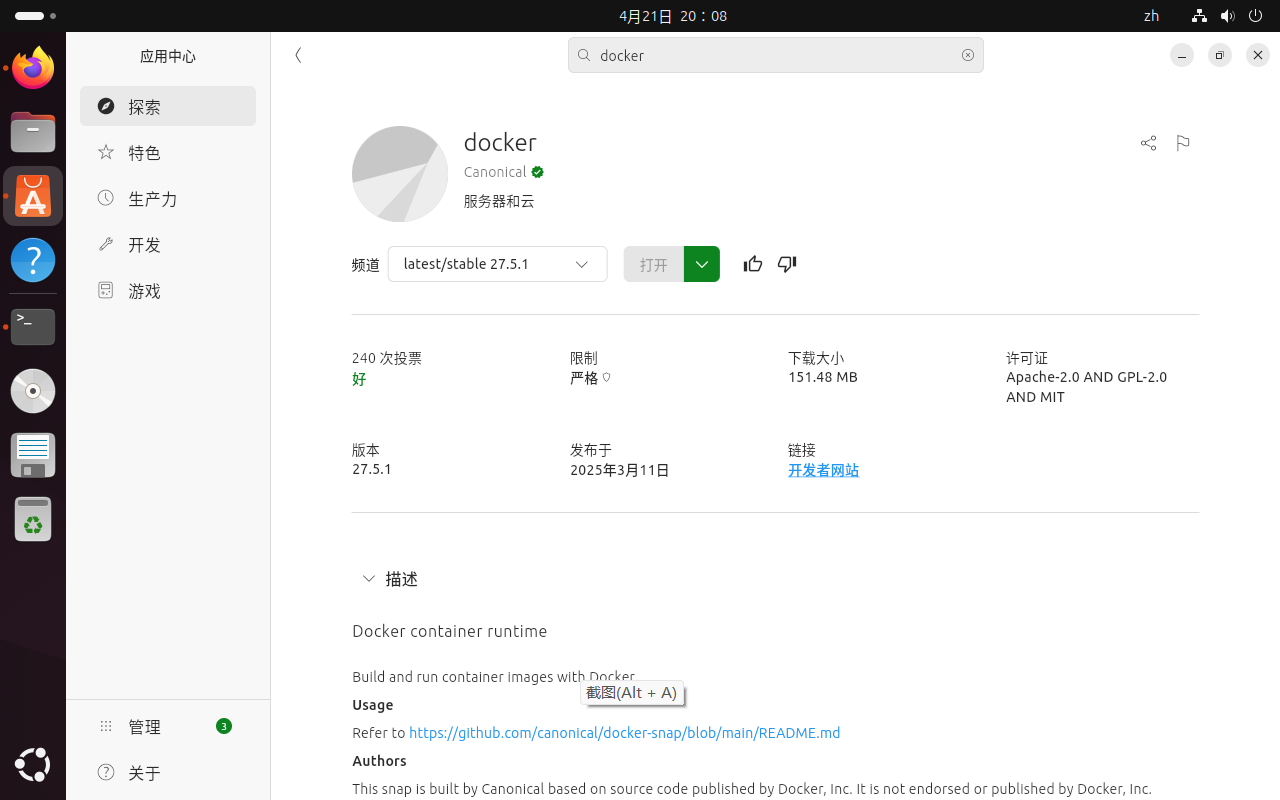 4月21日 20：08
zh
应用中心
docker
探索
特色
生产力
开发
游戏
管理
3
关于
docker
Canonical
服务器和云
频道
latest/stable 27.5.1
打开
240 次投票
好
限制
严格
下载大小
151.48 MB
许可证
Apache-2.0 AND GPL-2.0
AND MIT
版本
27.5.1
发布于
2025年3月11日
链接
开发者网站
描述
Docker container runtime
Build and run container images with Docker.
截图(Alt + A)
Usage
Refer to https://github.com/canonical/docker-snap/blob/main/README.md
Authors
This snap is built by Canonical based on source code published by Docker, Inc. It is not endorsed or published by Docker, Inc.